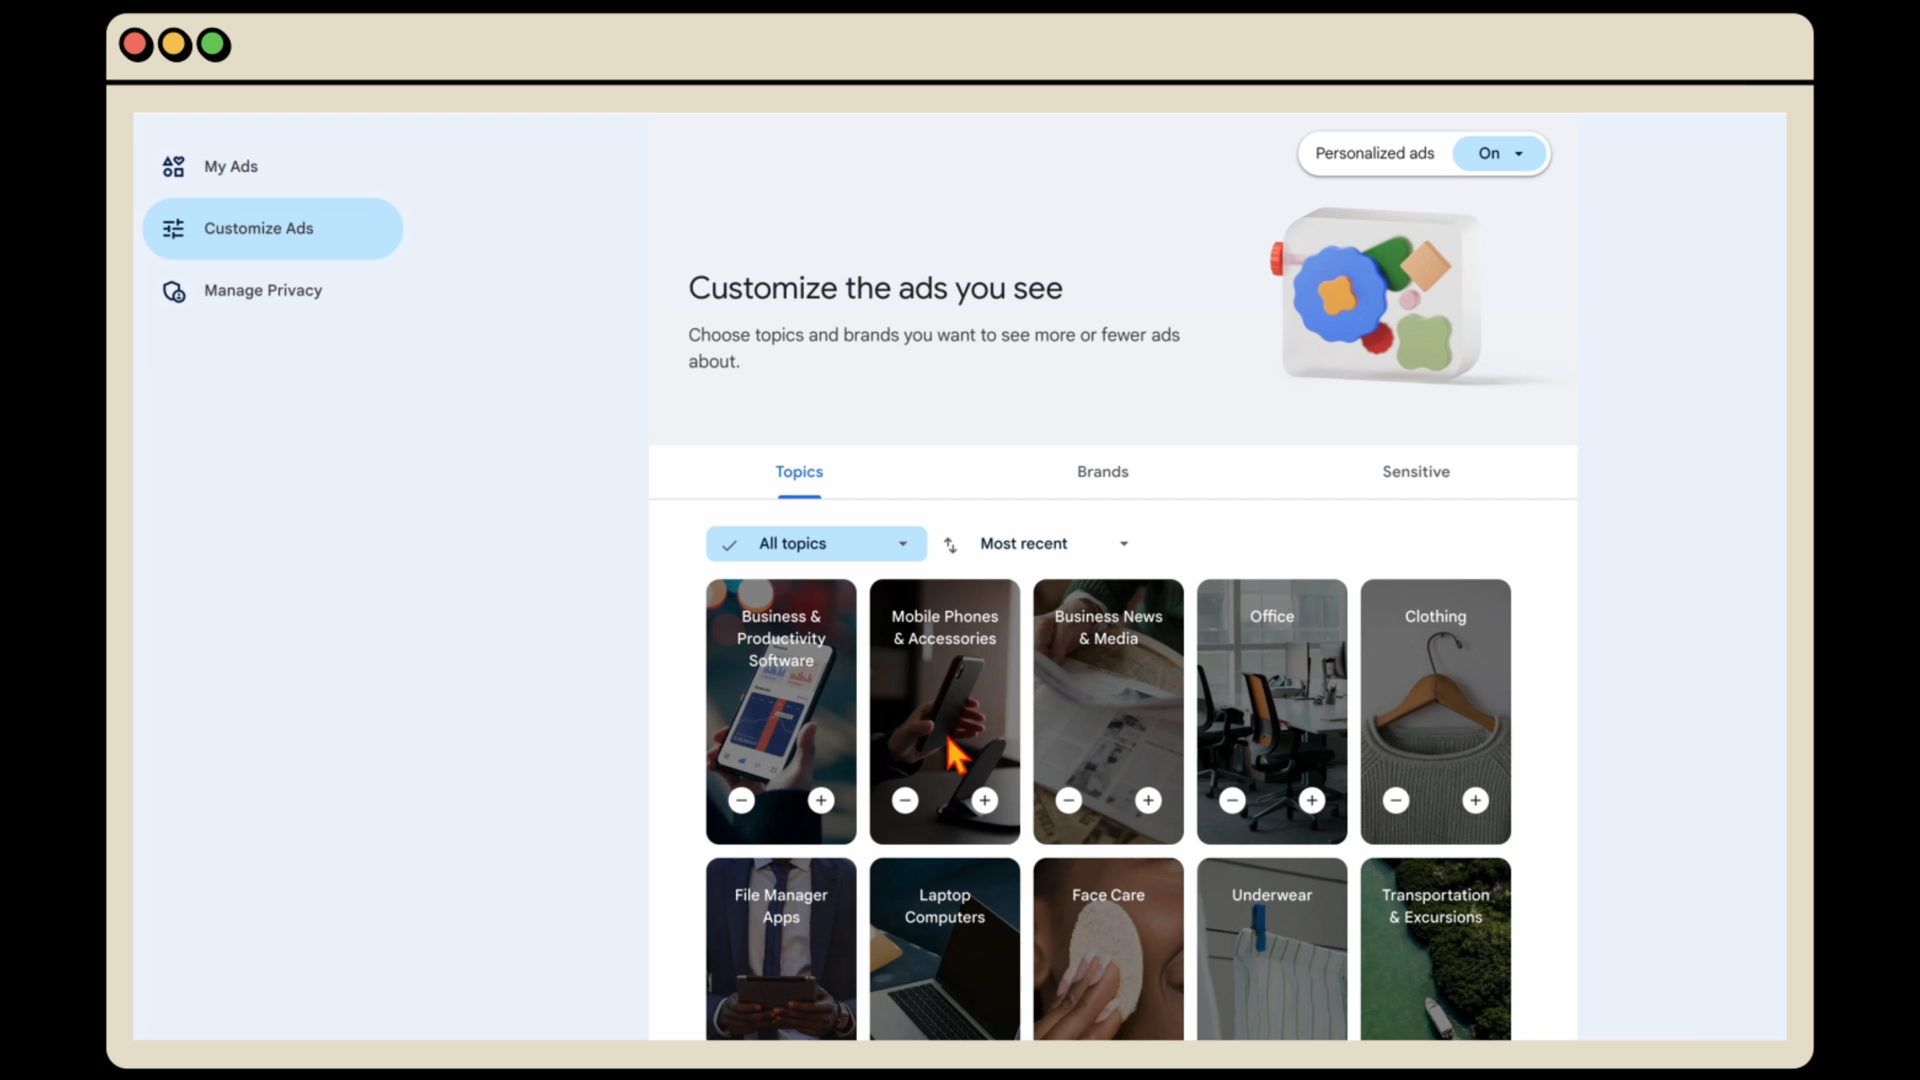 My Ads
Customize Ads
Manage Privacy
Personalized ads
On
Customize the ads you see
Choose topics and brands you want to see more or fewer ads
about.
Topics
Brands
Sensitive
All topics
Most recent
Business &
Productivity
Software
Mobile Phones
& Accessories
Business News
& Media
Office
Clothing
File Manager
Apps
Laptop
Computers
Face Care
Underwear
Transportation
& Excursions